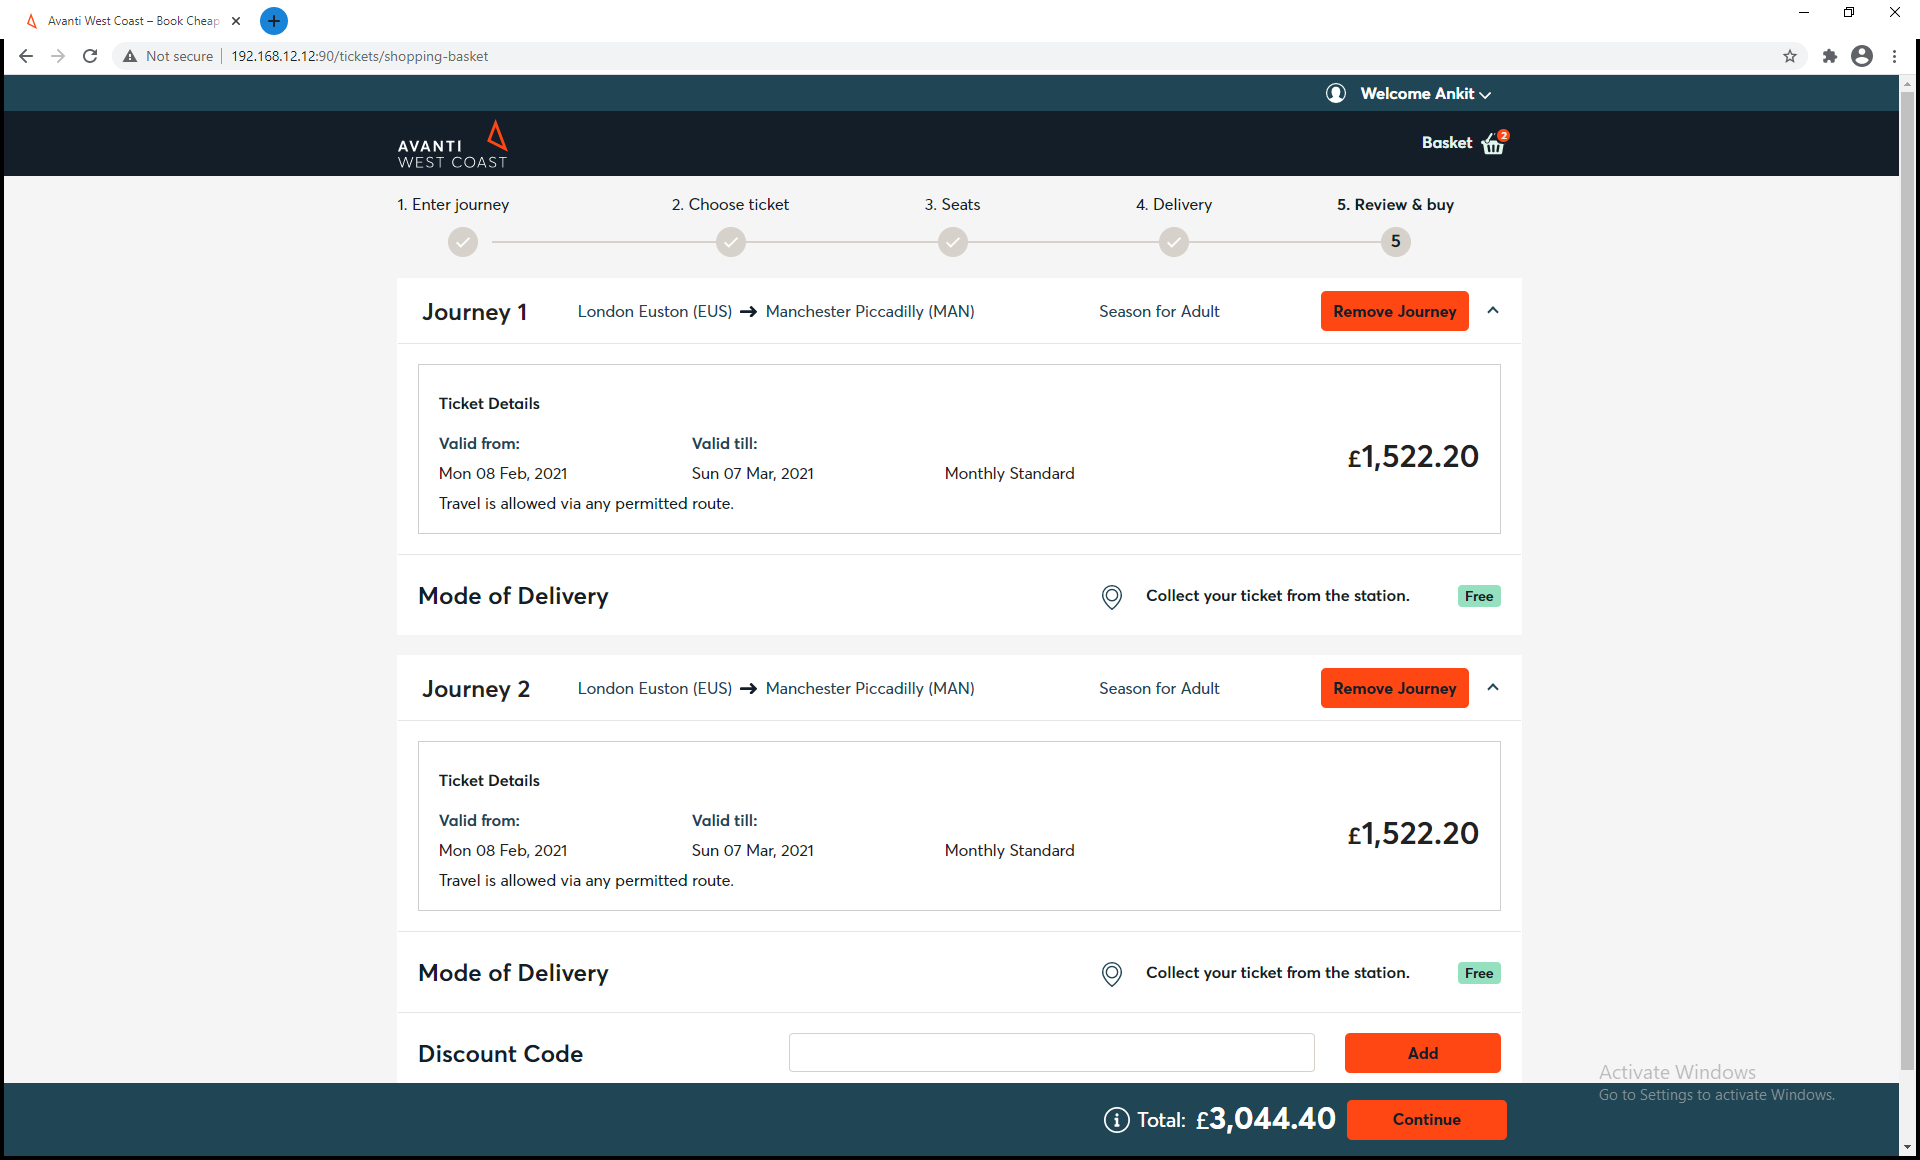 Avanti West Coast – Book Cheap
Not secure 192.168.12.12:90/tickets/shopping-basket
Welcome Ankit
AVANTI
WEST COAST
Basket 2
1. Enter journey 2. Choose ticket 3. Seats 4. Delivery 5. Review & buy
5
Journey 1 London Euston (EUS) → Manchester Piccadilly (MAN) Season for Adult Remove Journey
Ticket Details
Valid from: Valid till:
£1,522.20
Mon 08 Feb, 2021 Sun 07 Mar, 2021 Monthly Standard
Travel is allowed via any permitted route.
Mode of Delivery Collect your ticket from the station. Free
Journey 2 London Euston (EUS) → Manchester Piccadilly (MAN) Season for Adult Remove Journey
Ticket Details
Valid from: Valid till:
£1,522.20
Mon 08 Feb, 2021 Sun 07 Mar, 2021 Monthly Standard
Travel is allowed via any permitted route.
Mode of Delivery Collect your ticket from the station. Free
Discount Code Add
Activate Windows
Go to Settings to activate Windows.
Total: £3,044.40 Continue